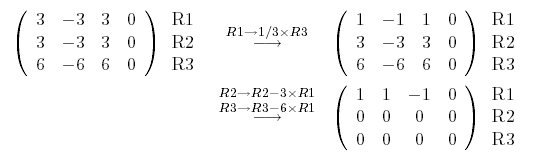 3 −3 3 0 R1 R1→1/3×R3 1 −1 1 0 R1
3 −3 3 0 R2 ⟶ 3 −3 3 0 R2
6 −6 6 0 R3 6 −6 6 0 R3
R2→R2−3×R1 1 1 −1 0 R1
R3→R3−6×R1 0 0 0 0 R2
⟶ 0 0 0 0 R3